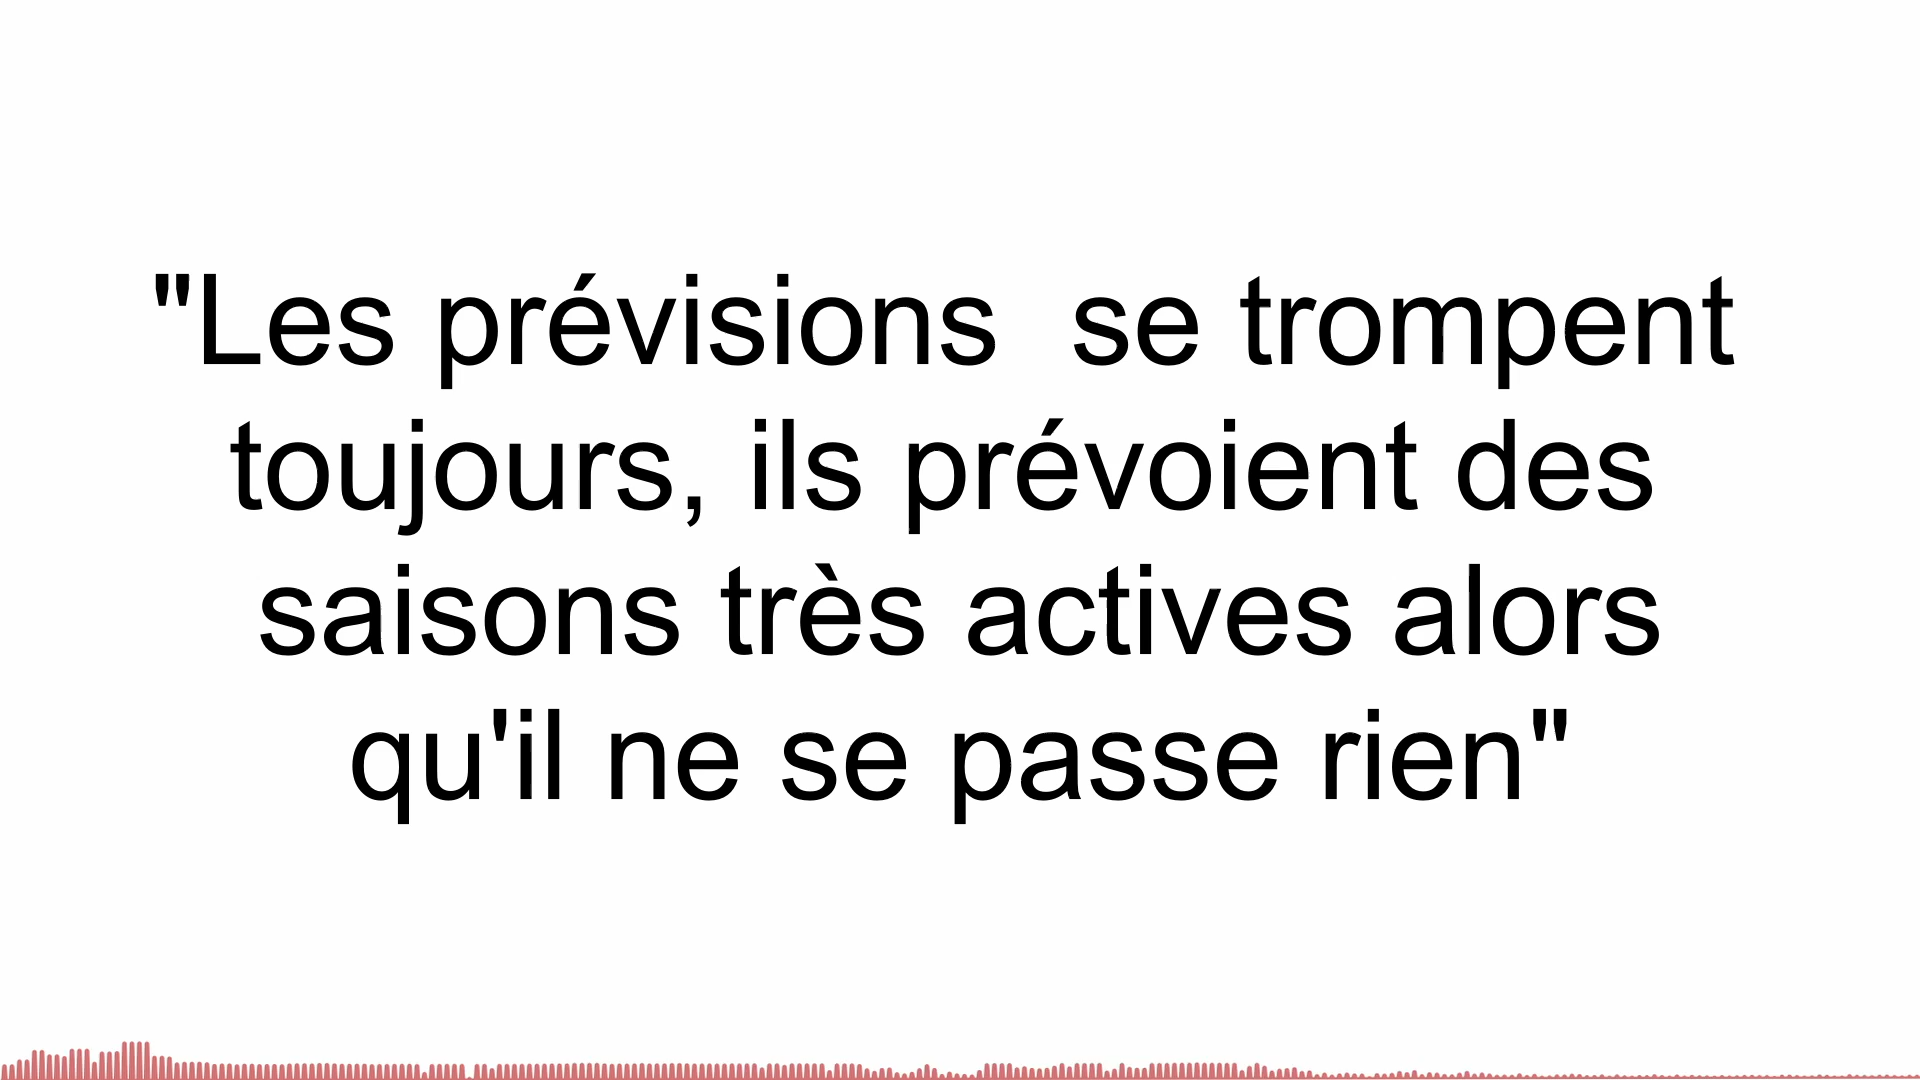 "Les prévisions  se trompent
toujours, ils prévoient des
saisons très actives alors
qu'il ne se passe rien"